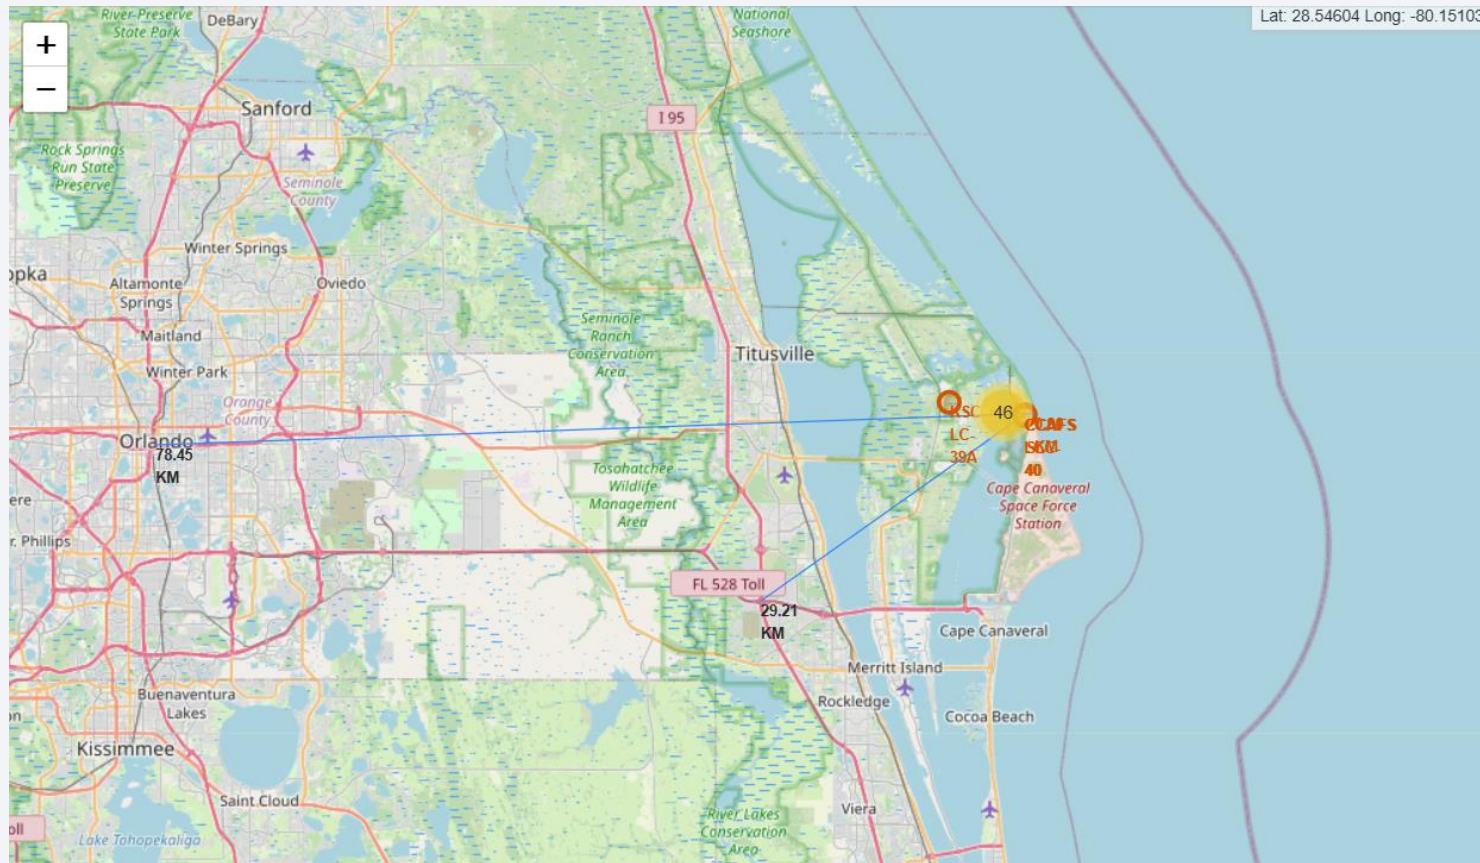 River-Preserve
State Park
DeBary
National
Seashore
Lat: 28.54604 Long: -80.15103
+
−
Sanford
I 95
Rock Springs
Run State
Preserve
Seminole
County
Winter Springs
opka
Altamonte
Springs
Oviedo
Maitland
Seminole
Ranch
Conservation
Area
Titusville
Winter Park
Orange
County
46
KSC
LC-
39A
Orlando
78.45
KM
CCAFS
40
Tosohatchee
Wildlife
Management
Area
Cape Canaveral
Space Force
Station
ere
r. Phillips
FL 528 Toll
29.21
KM
Cape Canaveral
Merritt Island
Buenaventura
Lakes
Rockledge
on
Cocoa Beach
Kissimmee
Saint Cloud
Viera
oll
Lake Tohopekaliga
River Lakes
Conservation
Area